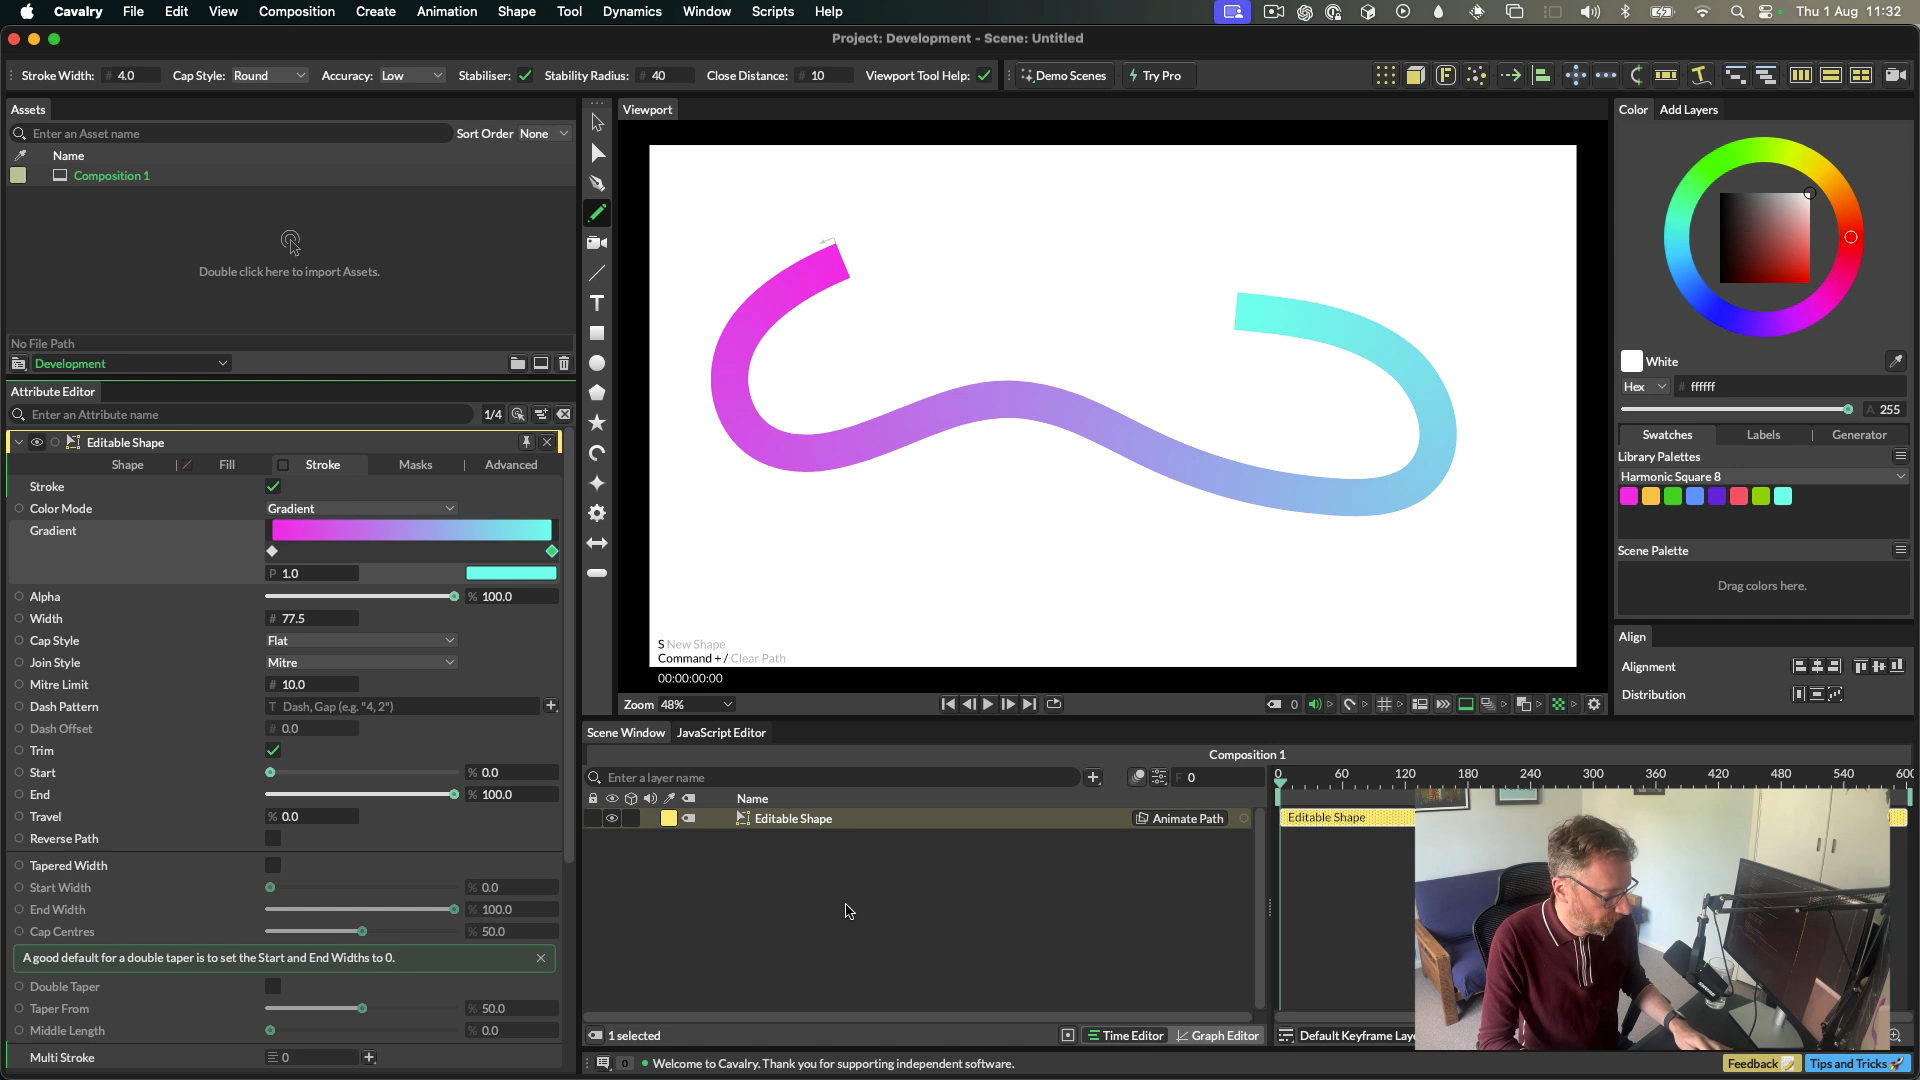 Cavalry File Edit View Composition Create Animation Shape Tool Dynamics Window Scripts Help Thu 1 Aug 11:32
Project: Development - Scene: Untitled
Stroke Width: # 4.0 Cap Style: Round Accuracy: Low Stabiliser: Stability Radius: # 40 Close Distance: # 10 Viewport Tool Help: Demo Scenes Try Pro
Assets
Enter an Asset name Sort Order None
Name
Composition 1
Double click here to import Assets.
No File Path
Development
Attribute Editor
Enter an Attribute name 1/4
Editable Shape
Shape Fill Stroke Masks Advanced
Stroke
Color Mode Gradient
Gradient
P 1.0
Alpha % 100.0
Width # 77.5
Cap Style Flat
Join Style Mitre
Mitre Limit # 10.0
Dash Pattern T Dash, Gap (e.g. "4, 2")
Dash Offset # 0.0
Trim
Start % 0.0
End % 100.0
Travel % 0.0
Reverse Path
Tapered Width
Start Width % 0.0
End Width % 100.0
Cap Centres % 50.0
A good default for a double taper is to set the Start and End Widths to 0.
Double Taper
Taper From % 50.0
Middle Length % 0.0
Multi Stroke 0
Viewport
S New Shape
Command + / Clear Path
00:00:00:00
Zoom 48%
0
Scene Window JavaScript Editor
Composition 1
Enter a layer name F 0
0 60 120 180 240 300 360 420 480 540 600
Name
Editable Shape Animate Path Editable Shape
1 selected Time Editor Graph Editor Default Keyframe Laye
0 Welcome to Cavalry. Thank you for supporting independent software.
Feedback Tips and Tricks
Color Add Layers
White
Hex # ffffff
A 255
Swatches Labels Generator
Library Palettes
Harmonic Square 8
Scene Palette
Drag colors here.
Align
Alignment
Distribution